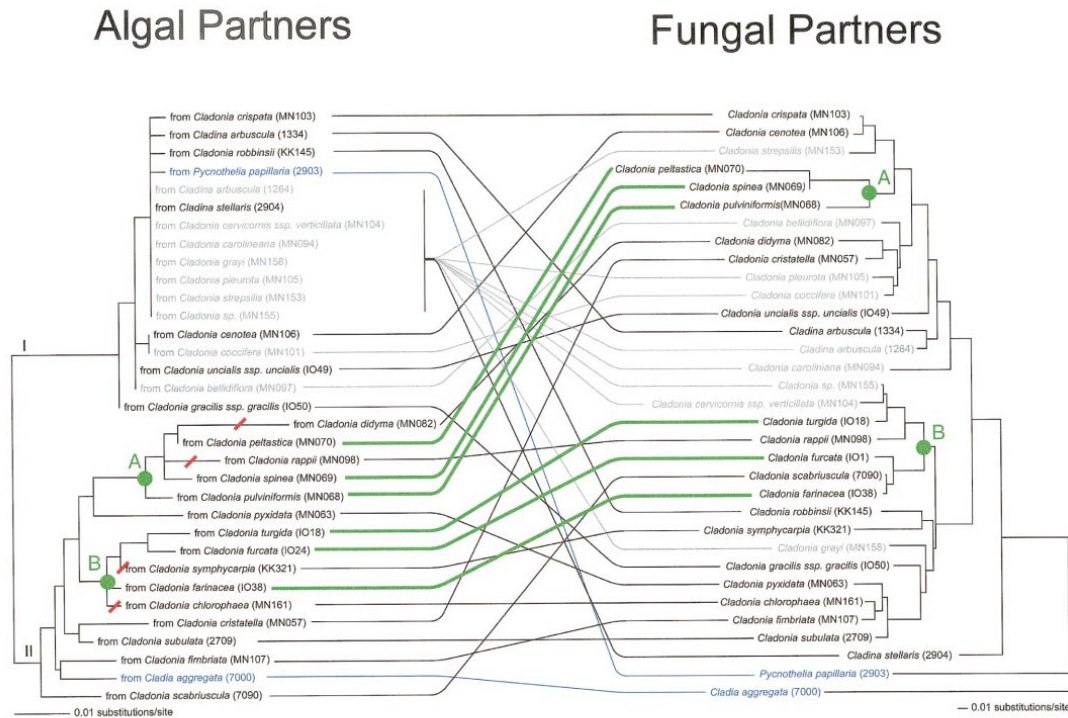 Algal Partners
Fungal Partners
from Cladonia crispata (MN103)
from Cladina arbuscula (1334)
from Cladonia robbinsii (KK145)
from Pycnothelia papillaria (2903)
from Cladina arbuscula (1264)
from Cladina stellaris (2904)
from Cladonia cervicornis ssp. verticillata (MN104)
from Cladonia carolineana (MN094)
from Cladonia grayi (MN158)
from Cladonia pleurota (MN105)
from Cladonia strepsilis (MN153)
from Cladonia sp. (MN155)
from Cladonia cenotea (MN106)
from Cladonia coccifera (MN101)
I
from Cladonia uncialis ssp. uncialis (IO49)
from Cladonia bellidiflora (MN097)
from Cladonia gracilis ssp. gracilis (IO50)
from Cladonia didyma (MN082)
from Cladonia peltastica (MN070)
A
from Cladonia rappii (MN098)
from Cladonia spinea (MN069)
from Cladonia pulviniformis (MN068)
from Cladonia pyxidata (MN063)
from Cladonia turgida (IO18)
from Cladonia furcata (IO24)
B
from Cladonia symphycarpia (KK321)
from Cladonia farinacea (IO38)
from Cladonia chlorophaea (MN161)
from Cladonia cristatella (MN057)
from Cladonia subulata (2709)
II
from Cladonia fimbriata (MN107)
from Cladia aggregata (7000)
from Cladonia scabriuscula (7090)
0.01 substitutions/site
Cladonia crispata (MN103)
Cladonia cenotea (MN106)
Cladonia strepsilis (MN153)
Cladonia peltastica (MN070)
A
Cladonia spinea (MN069)
Cladonia pulviniformis(MN068)
Cladonia bellidiflora (MN097)
Cladonia didyma (MN082)
Cladonia cristatella (MN057)
Cladonia pleurota (MN105)
Cladonia coccifera (MN101)
Cladonia uncialis ssp. uncialis (IO49)
Cladina arbuscula (1334)
Cladina arbuscula (1264)
Cladonia caroliniana (MN094)
Cladonia sp. (MN155)
Cladonia cervicornis ssp. verticillata (MN104)
Cladonia turgida (IO18)
B
Cladonia rappii (MN098)
Cladonia furcata (IO1)
Cladonia scabriuscula (7090)
Cladonia farinacea (IO38)
Cladonia robbinsii (KK145)
Cladonia symphycarpia (KK321)
Cladonia grayi (MN158)
Cladonia gracilis ssp. gracilis (IO50)
Cladonia pyxidata (MN063)
Cladonia chlorophaea (MN161)
Cladonia fimbriata (MN107)
Cladonia subulata (2709)
Cladina stellaris (2904)
Pycnothelia papillaria (2903)
Cladia aggregata (7000)
0.01 substitutions/site